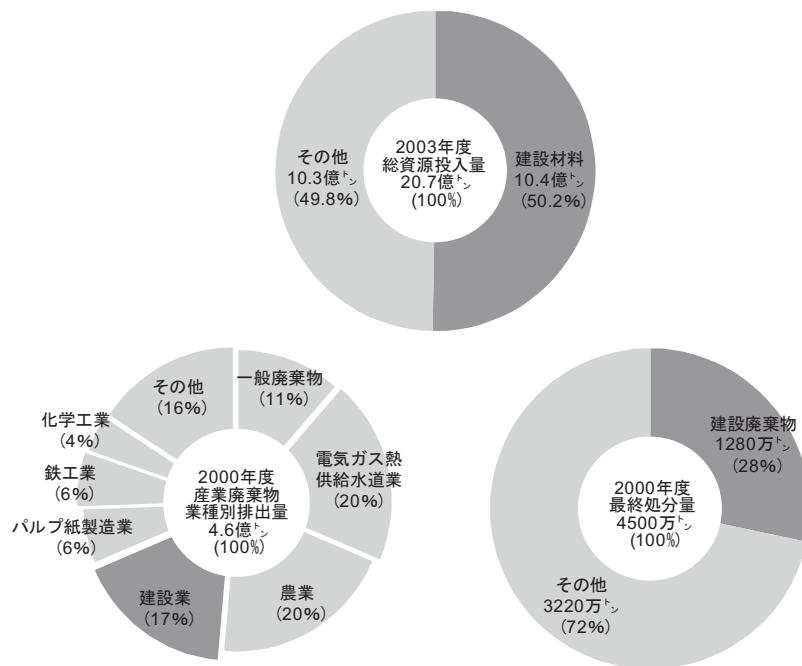 2003年度
総資源投入量
20.7億トン
(100%)
その他
10.3億トン
(49.8%)
建設材料
10.4億トン
(50.2%)
2000年度
産業廃棄物
業種別排出量
4.6億トン
(100%)
一般廃棄物
(11%)
電気ガス熱
供給水道業
(20%)
農業
(20%)
建設業
(17%)
パルプ紙製造業
(6%)
鉄工業
(6%)
化学工業
(4%)
その他
(16%)
2000年度
最終処分量
4500万トン
(100%)
建設廃棄物
1280万トン
(28%)
その他
3220万トン
(72%)